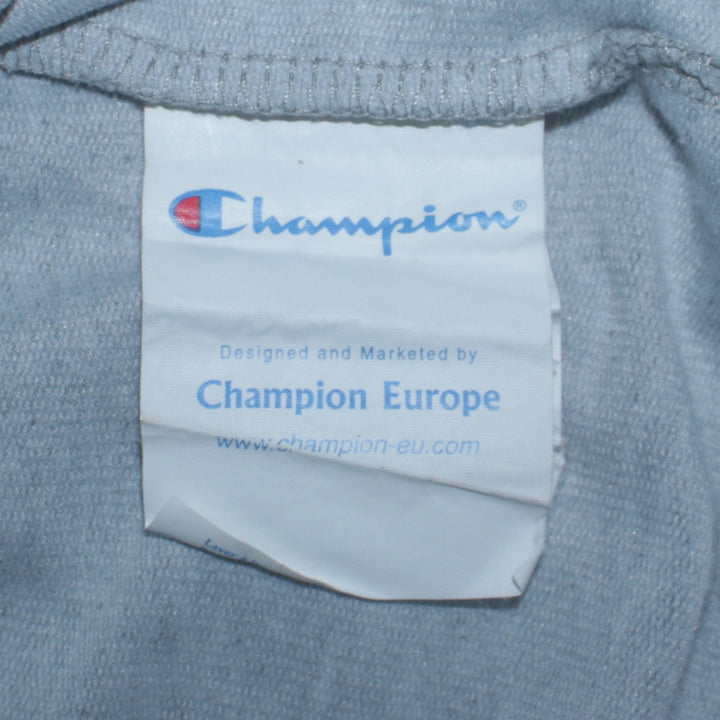 Champion®
Designed and Marketed by
Champion Europe
www.champion-eu.com